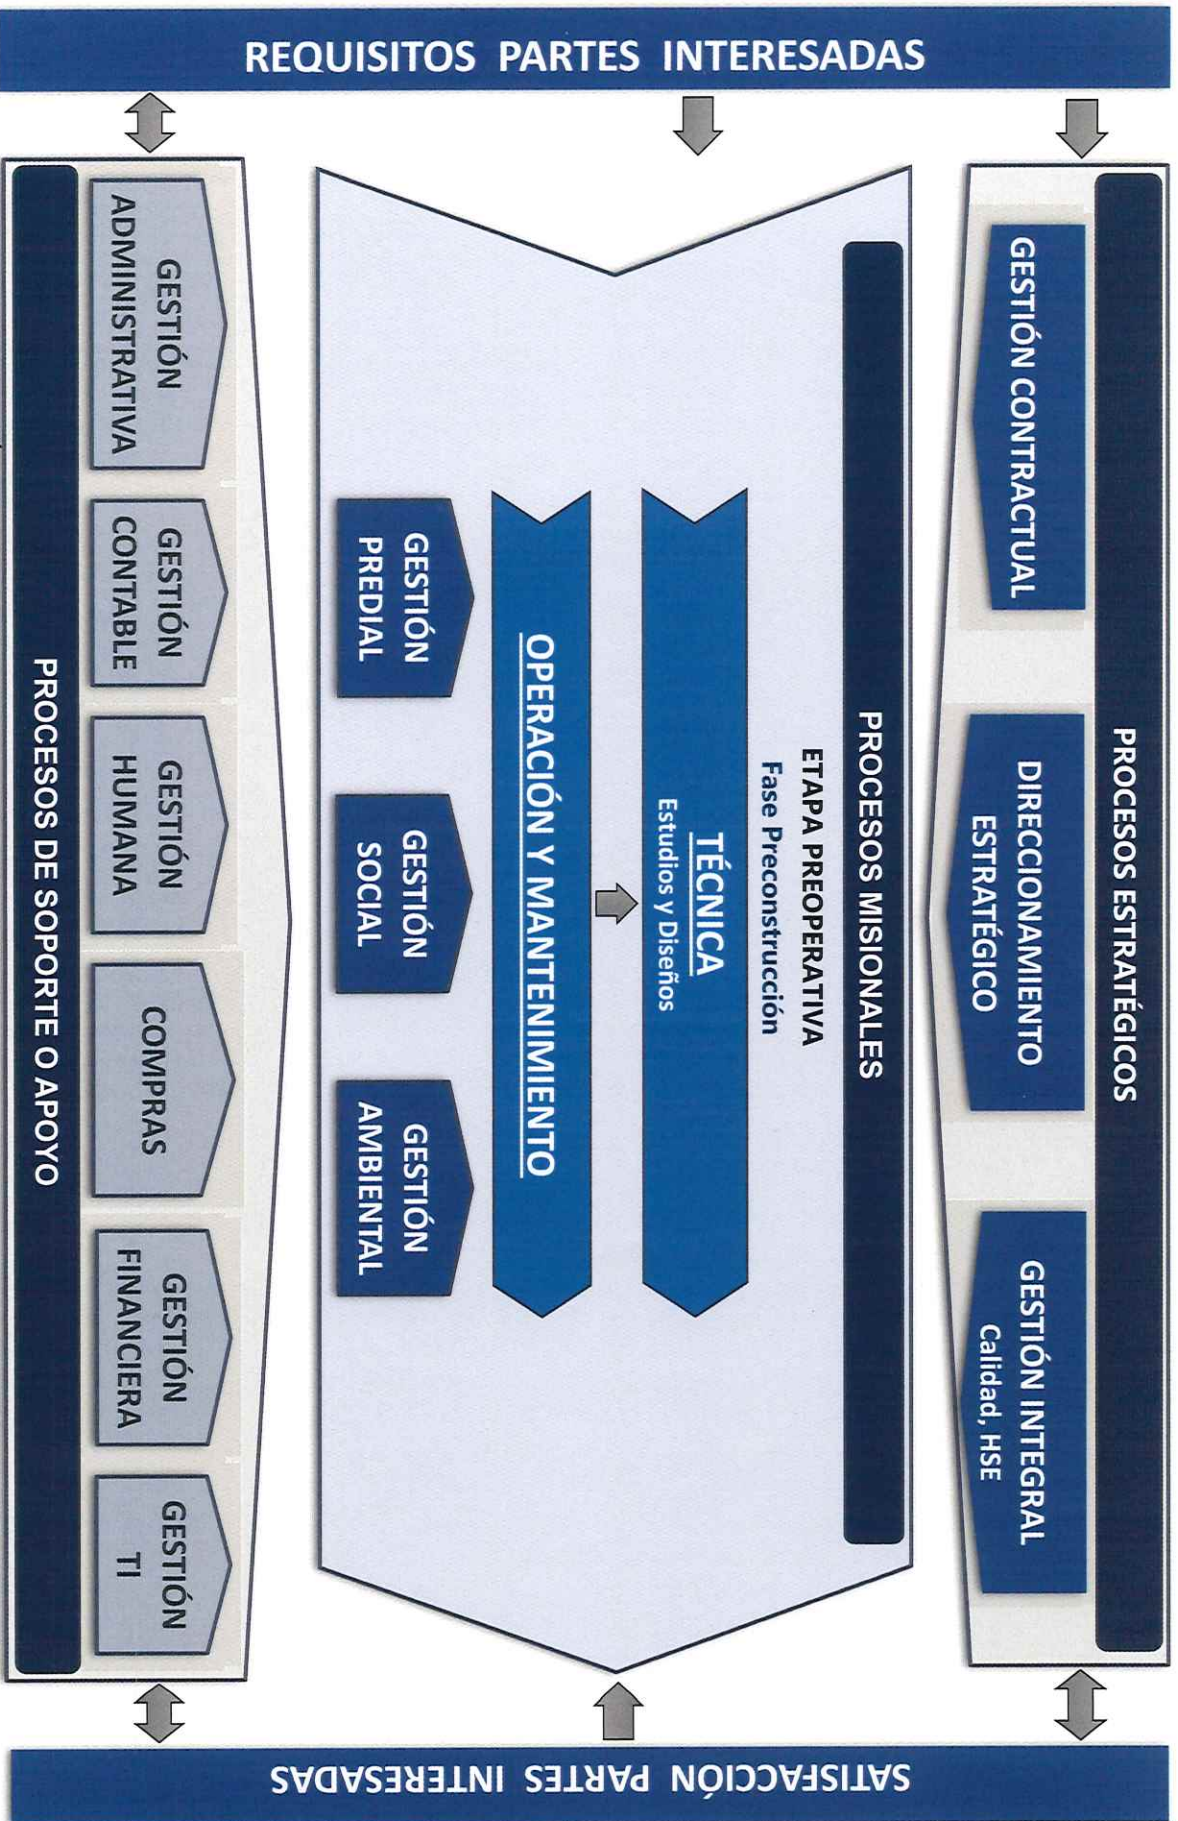 REQUISITOS PARTES INTERESADAS
PROCESOS ESTRATÉGICOS
GESTIÓN CONTRACTUAL
DIRECCIONAMIENTO
ESTRATÉGICO
GESTIÓN INTEGRAL
Calidad, HSE
PROCESOS MISIONALES
ETAPA PREOPERATIVA
Fase Preconstrucción
TÉCNICA
Estudios y Diseños
OPERACIÓN Y MANTENIMIENTO
GESTIÓN
PREDIAL
GESTIÓN
SOCIAL
GESTIÓN
AMBIENTAL
GESTIÓN
ADMINISTRATIVA
GESTIÓN
CONTABLE
GESTIÓN
HUMANA
COMPRAS
GESTIÓN
FINANCIERA
GESTIÓN
TI
PROCESOS DE SOPORTE O APOYO
SATISFACCIÓN PARTES INTERESADAS